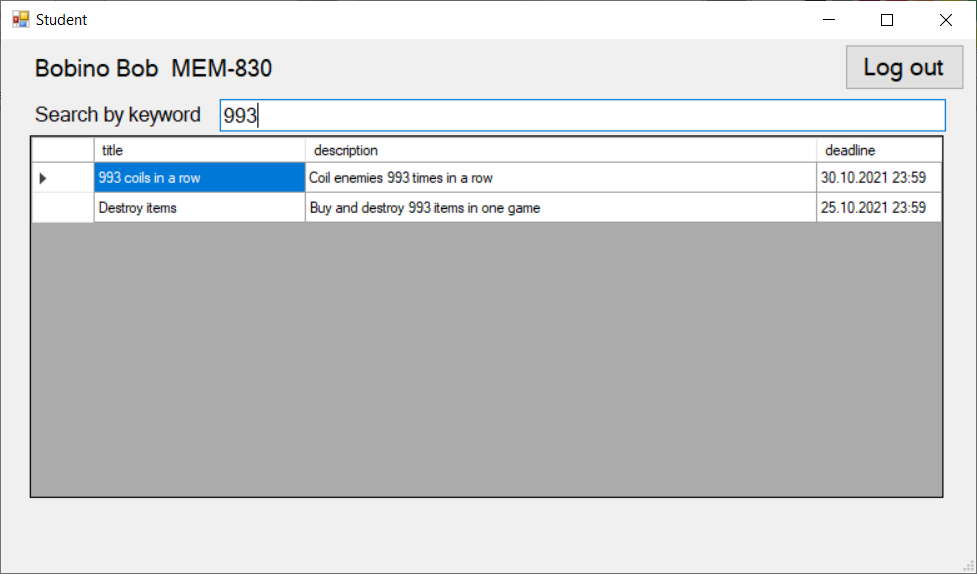 Student
Bobino Bob MEM-830
Log out
Search by keyword 993
title description deadline
993 coils in a row Coil enemies 993 times in a row 30.10.2021 23:59
Destroy items Buy and destroy 993 items in one game 25.10.2021 23:59